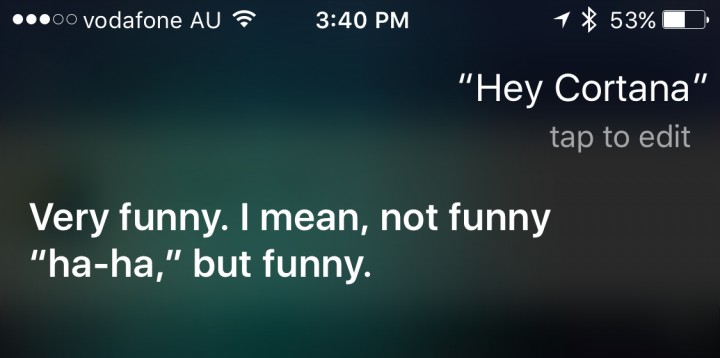 vodafone AU 3:40 PM 53%
“Hey Cortana”
tap to edit
Very funny. I mean, not funny
“ha-ha,” but funny.